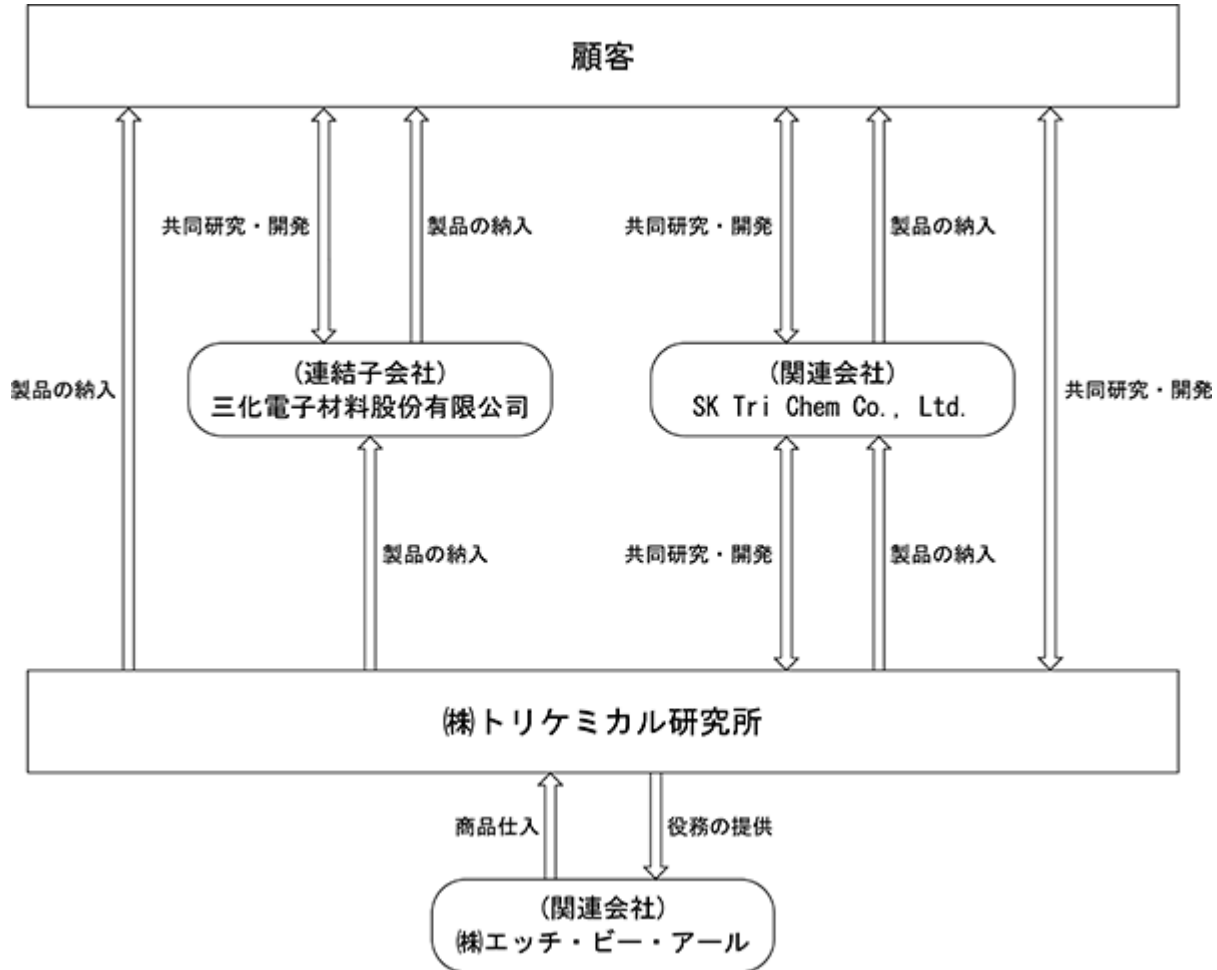 顧客
共同研究・開発
製品の納入
共同研究・開発
製品の納入
製品の納入
(連結子会社)
三化電子材料股份有限公司
(関連会社)
SK Tri Chem Co., Ltd.
共同研究・開発
製品の納入
共同研究・開発
製品の納入
㈱トリケミカル研究所
商品仕入
役務の提供
(関連会社)
㈱エッチ・ビー・アール